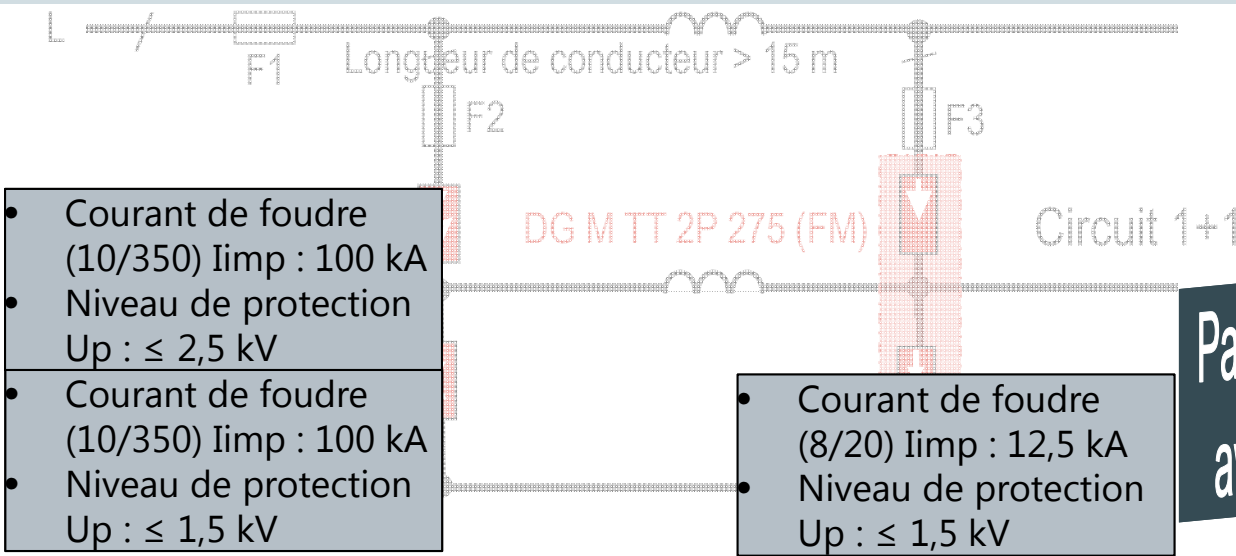 L
F1
Longueur de conducteur > 15 m
F2
F3
• Courant de foudre
(10/350) Iimp : 100 kA
• Niveau de protection
Up : ≤ 2,5 kV
DG M TT 2P 275 (FM)
Circuit 1+1
• Courant de foudre
(10/350) Iimp : 100 kA
• Niveau de protection
Up : ≤ 1,5 kV
• Courant de foudre
(8/20) Iimp : 12,5 kA
• Niveau de protection
Up : ≤ 1,5 kV
Pa
a